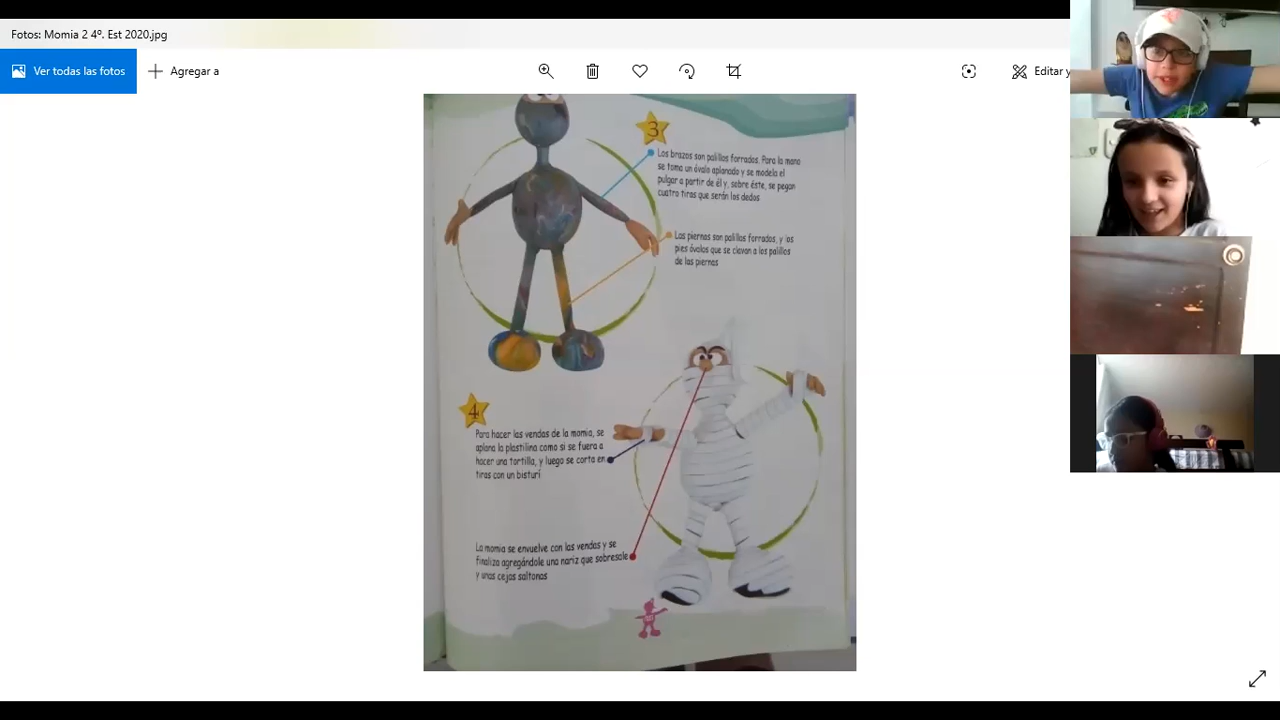 Fotos: Momia 2 4º. Est 2020.jpg
Ver todas las fotos
Agregar a
Editar y
3
Los brazos son palillos forrados. Para la mano
se toma un óvalo aplanado y se modela el
pulgar a partir de él y, sobre éste, se pegan
cuatro tiras que serán los dedos
Las piernas son palillos forrados, y los
pies óvalos que se clavan a los palillos
de las piernas
4
Para hacer las vendas de la momia, se
aplana la plastilina como si se fuera a
hacer una tortilla, y luego se corta en
tiras con un bisturí
La momia se envuelve con las vendas y se
finaliza agregándole una nariz que sobresale
y unas cejas saltonas